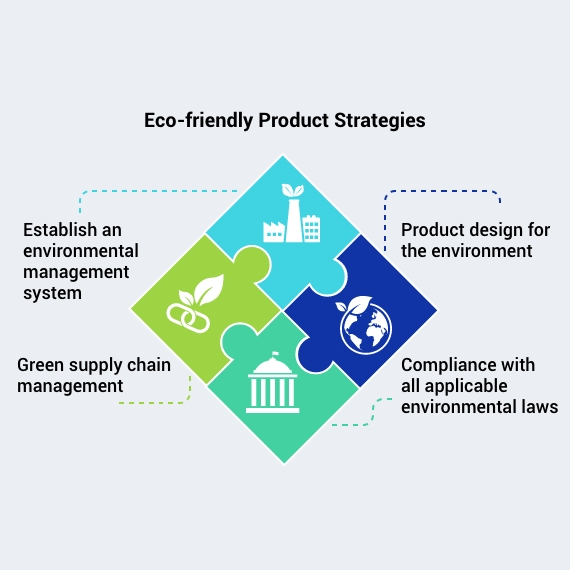 Eco-friendly Product Strategies
Establish an
environmental
management
system
Product design for
the environment
Green supply chain
management
Compliance with
all applicable
environmental laws